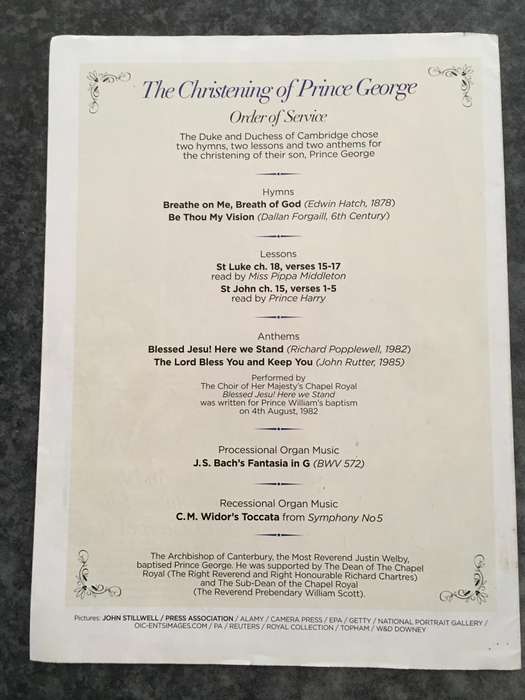 The Christening of Prince George
Order of Service
The Duke and Duchess of Cambridge chose
two hymns, two lessons and two anthems for
the christening of their son, Prince George
Hymns
Breathe on Me, Breath of God (Edwin Hatch, 1878)
Be Thou My Vision (Dallan Forgaill, 6th Century)
Lessons
St Luke ch. 18, verses 15-17
read by Miss Pippa Middleton
St John ch. 15, verses 1-5
read by Prince Harry
Anthems
Blessed Jesu! Here we Stand (Richard Popplewell, 1982)
The Lord Bless You and Keep You (John Rutter, 1985)
Performed by
The Choir of Her Majesty's Chapel Royal
Blessed Jesu! Here we Stand
was written for Prince William's baptism
on 4th August, 1982
Processional Organ Music
J.S. Bach's Fantasia in G (BWV 572)
Recessional Organ Music
C.M. Widor's Toccata from Symphony No5
The Archbishop of Canterbury, the Most Reverend Justin Welby,
baptised Prince George. He was supported by The Dean of The Chapel
Royal (The Right Reverend and Right Honourable Richard Chartres)
and The Sub-Dean of the Chapel Royal
(The Reverend Prebendary William Scott).
Pictures: JOHN STILLWELL / PRESS ASSOCIATION / ALAMY / CAMERA PRESS / EPA / GETTY / NATIONAL PORTRAIT GALLERY /
OIC-ENTSIMAGES.COM / PA / REUTERS / ROYAL COLLECTION / TOPHAM / W&D DOWNEY